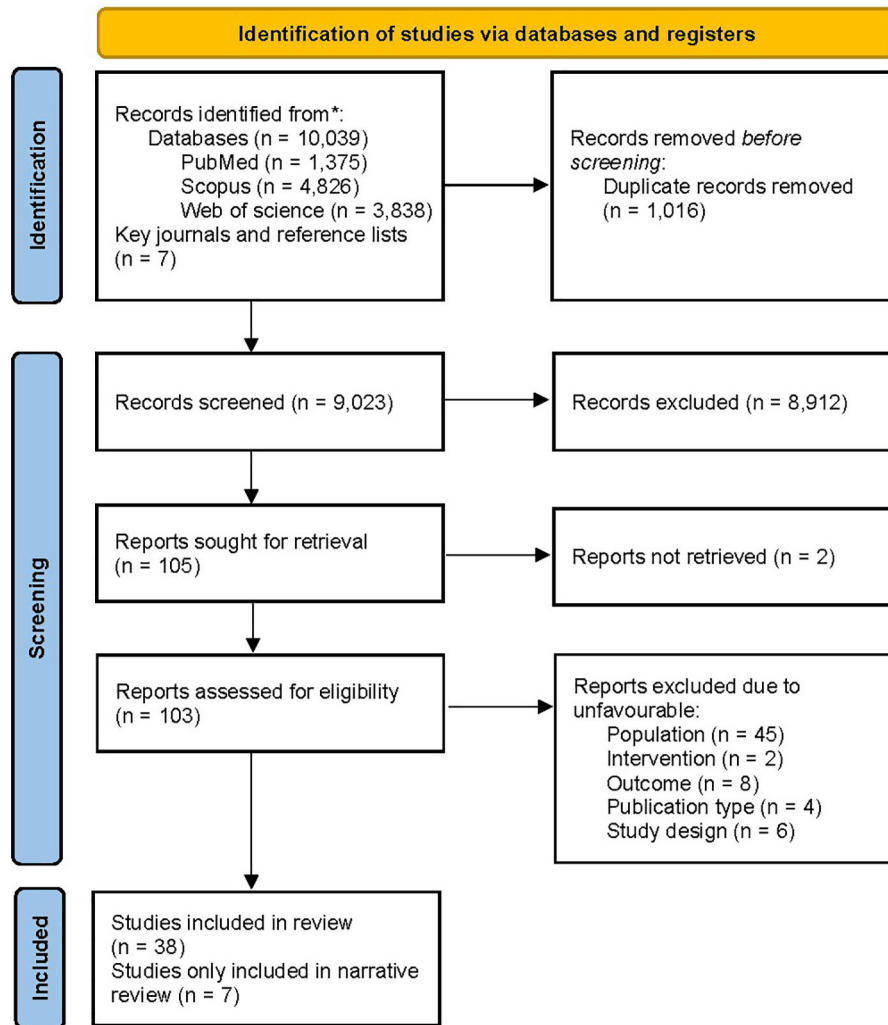 Identification of studies via databases and registers
Identification
Records identified from*:
Databases (n = 10,039)
PubMed (n = 1,375)
Scopus (n = 4,826)
Web of science (n = 3,838)
Key journals and reference lists
(n = 7)
Records removed before
screening:
Duplicate records removed
(n = 1,016)
Screening
Records screened (n = 9,023)
Records excluded (n = 8,912)
Reports sought for retrieval
(n = 105)
Reports not retrieved (n = 2)
Reports assessed for eligibility
(n = 103)
Reports excluded due to
unfavourable:
Population (n = 45)
Intervention (n = 2)
Outcome (n = 8)
Publication type (n = 4)
Study design (n = 6)
Included
Studies included in review
(n = 38)
Studies only included in narrative
review (n = 7)